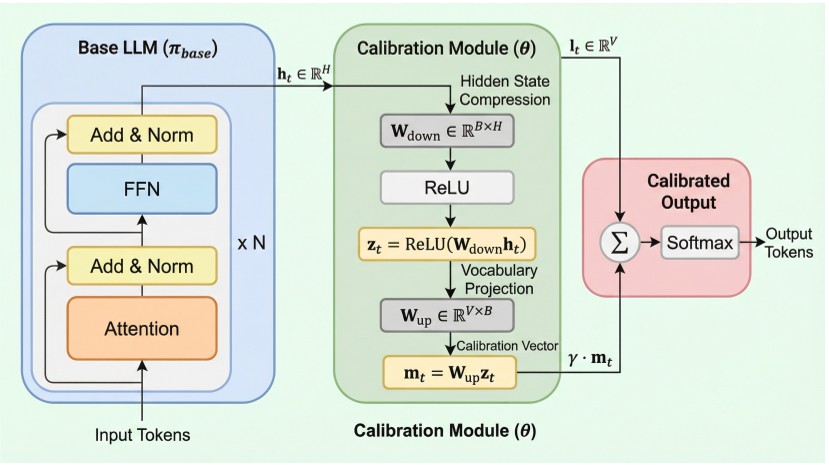 Base LLM (π_base)
Add & Norm
FFN
x N
Add & Norm
Attention
Input Tokens
h_t ∈ ℝ^H
Calibration Module (θ)
Hidden State
Compression
W_down ∈ ℝ^{B×H}
ReLU
z_t = ReLU(W_down h_t)
Vocabulary
Projection
W_up ∈ ℝ^{V×B}
Calibration Vector
m_t = W_up z_t
Calibration Module (θ)
l_t ∈ ℝ^V
γ · m_t
Calibrated
Output
Σ
Softmax
Output
Tokens